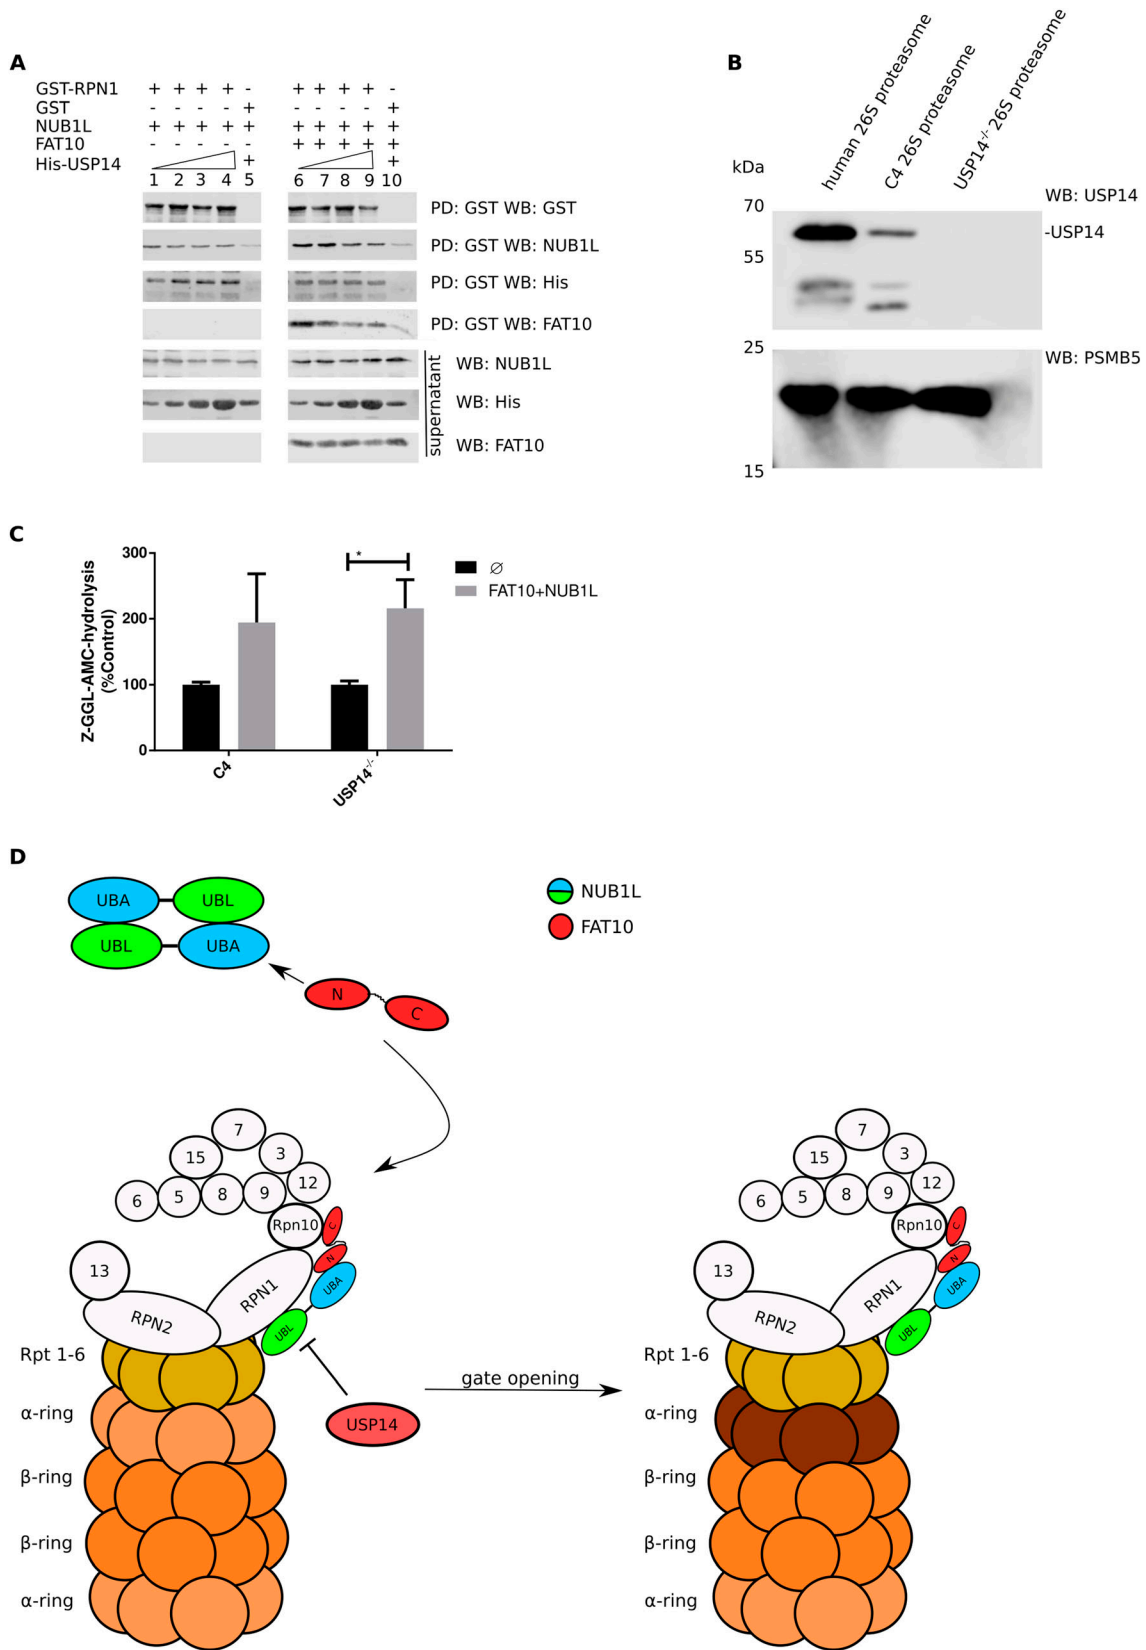 A
GST-RPN1 + + + + - + + + + -
GST - - - - + - - - - +
NUB1L + + + + + + + + + +
FAT10 - - - - - + + + + +
His-USP14 + +
1 2 3 4 5 6 7 8 9 10
PD: GST WB: GST
PD: GST WB: NUB1L
PD: GST WB: His
PD: GST WB: FAT10
WB: NUB1L
WB: His
WB: FAT10
supernatant
B
human 26S proteasome
C4 26S proteasome
USP14-/- 26S proteasome
kDa
70
55
25
15
WB: USP14
-USP14
WB: PSMB5
C
Z-GGL-AMC-hydrolysis
(%Control)
300
200
100
0
*
C4
USP14-/-
∅
FAT10+NUB1L
D
UBA UBL
UBL UBA
N
C
NUB1L
FAT10
7
15 3
6 5 8 9 12
Rpn10 C
N
13
RPN2 RPN1 UBA
UBL
Rpt 1-6
α-ring
β-ring
β-ring
α-ring
USP14
gate opening
7
15 3
6 5 8 9 12
Rpn10 C
N
13
RPN2 RPN1 UBA
UBL
Rpt 1-6
α-ring
β-ring
β-ring
α-ring